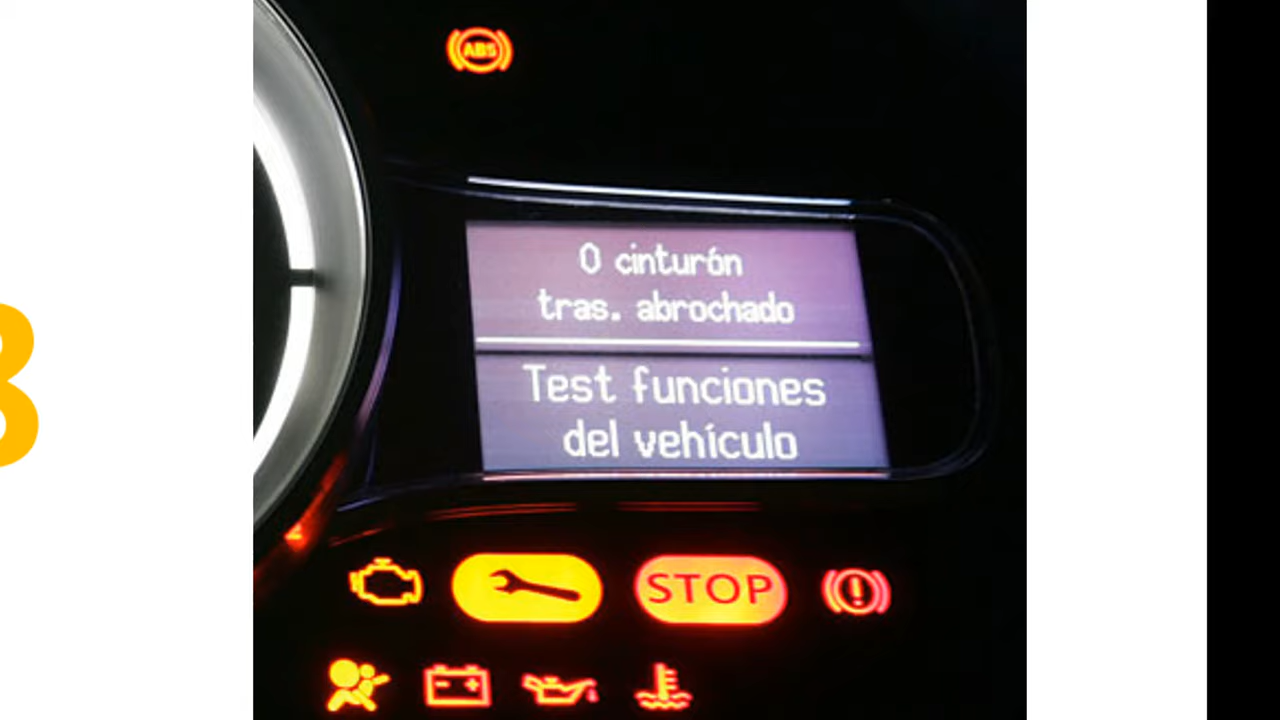 ABS
0 cinturón
tras. abrochado
Test funciones
del vehículo
STOP